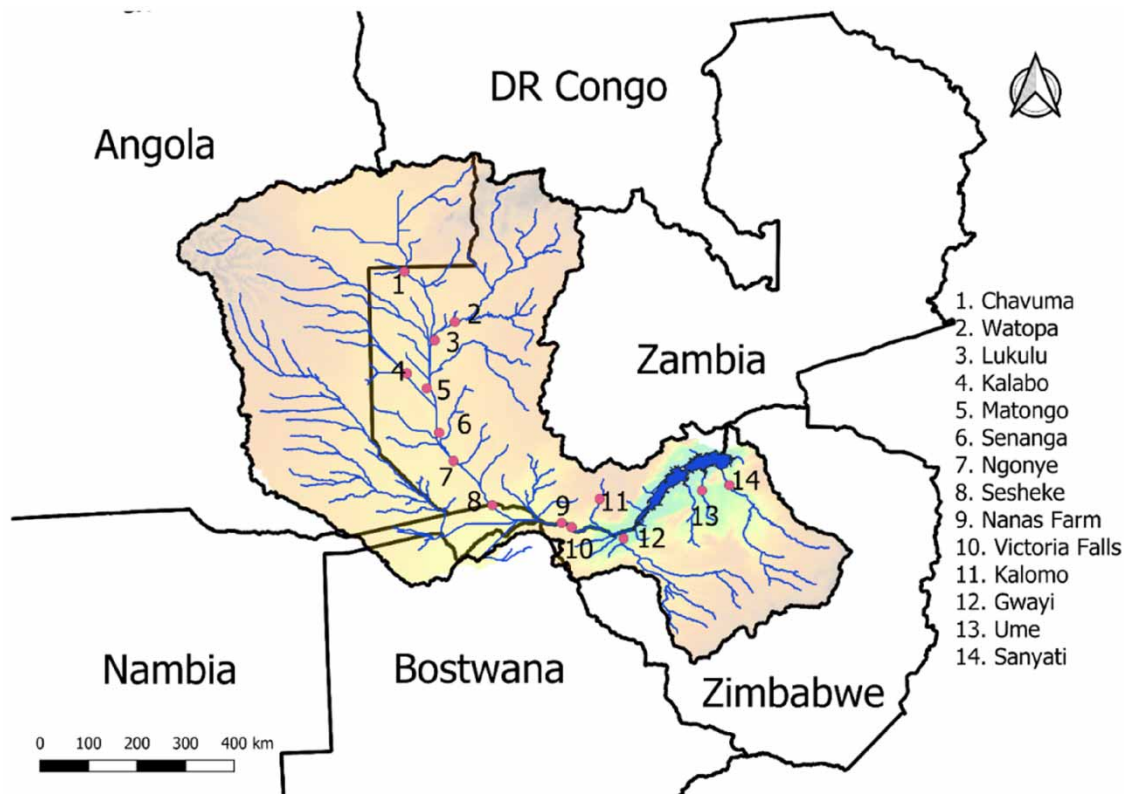 DR Congo
Angola
Zambia
Nambia
Bostwana
Zimbabwe
1
2
3
4
5
6
7
8
9
10
11
12
13
14
1. Chavuma
2. Watopa
3. Lukulu
4. Kalabo
5. Matongo
6. Senanga
7. Ngonye
8. Sesheke
9. Nanas Farm
10. Victoria Falls
11. Kalomo
12. Gwayi
13. Ume
14. Sanyati
0 100 200 300 400 km